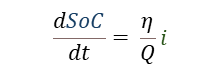 dSoC/dt = η/Q i